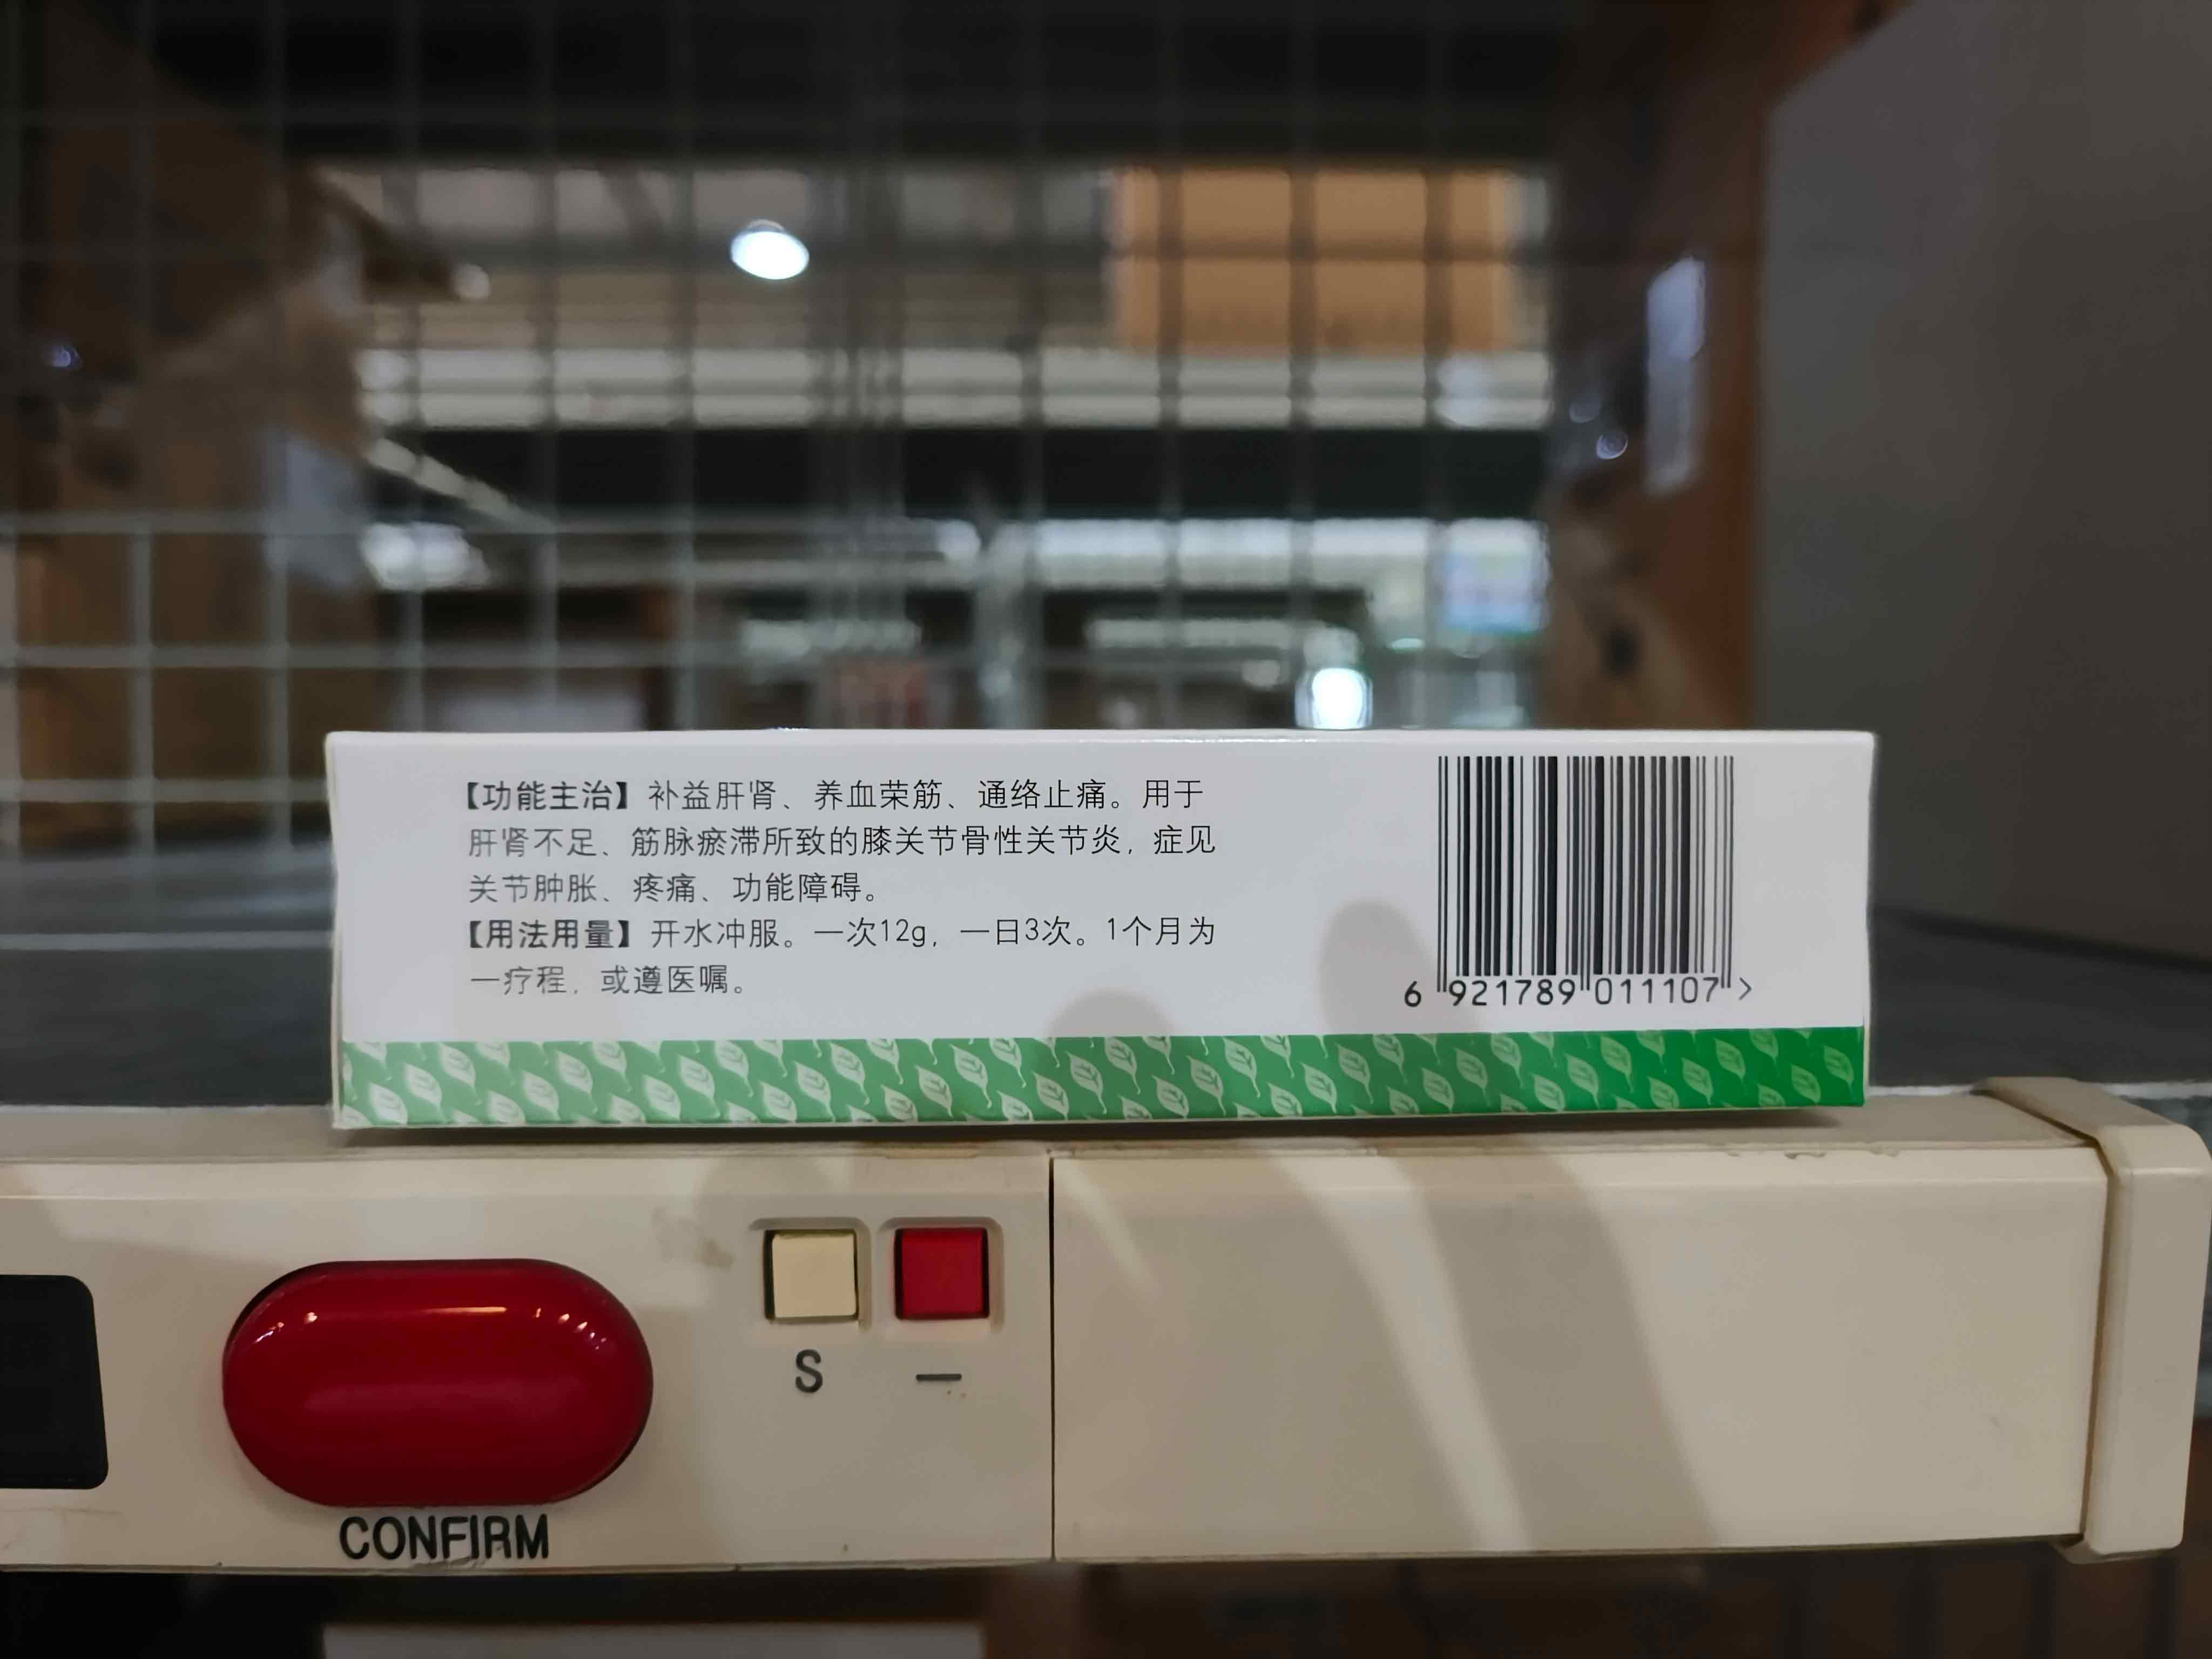 【功能主治】补益肝肾、养血荣筋、通络止痛。用于
肝肾不足、筋脉瘀滞所致的膝关节骨性关节炎，症见
关节肿胀、疼痛、功能障碍。
【用法用量】开水冲服。一次12g，一日3次。1个月为
一疗程，或遵医嘱。
6 921789 011107 >
S
—
CONFIRM